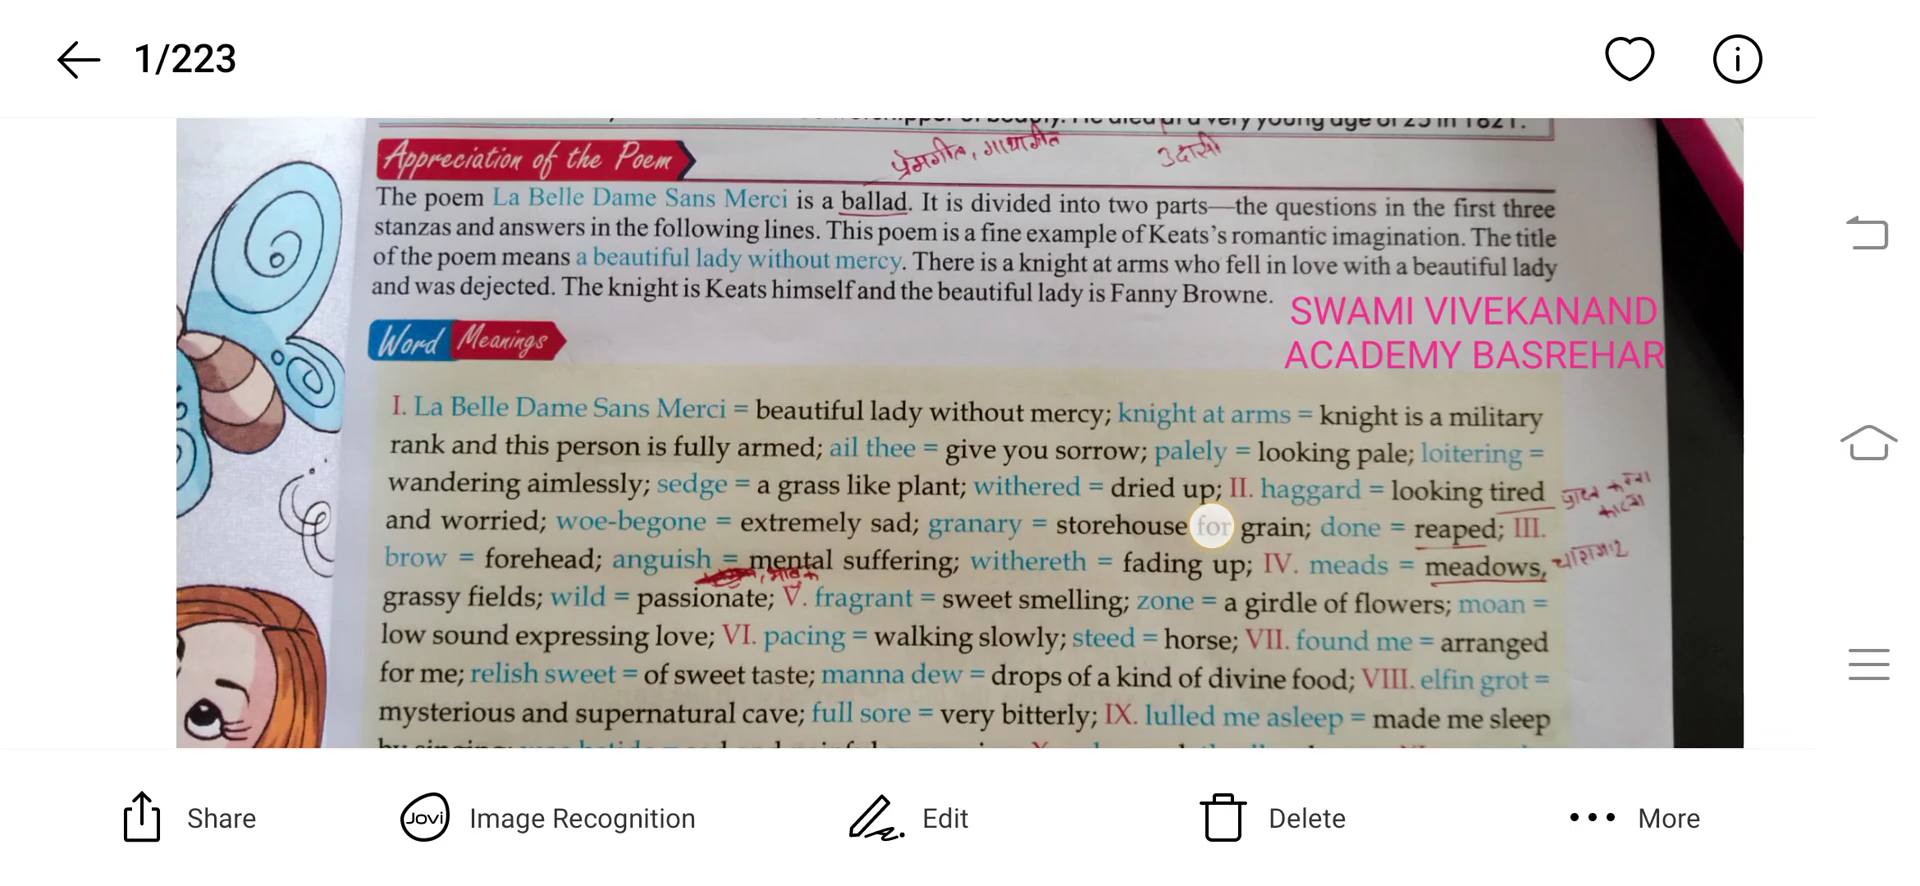 1/223
Appreciation of the Poem
प्रेमगीत, गाथागीत
उदासी
The poem La Belle Dame Sans Merci is a ballad. It is divided into two parts—the questions in the first three
stanzas and answers in the following lines. This poem is a fine example of Keats's romantic imagination. The title
of the poem means a beautiful lady without mercy. There is a knight at arms who fell in love with a beautiful lady
and was dejected. The knight is Keats himself and the beautiful lady is Fanny Browne.
SWAMI VIVEKANAND
ACADEMY BASREHAR
Word Meanings
I. La Belle Dame Sans Merci = beautiful lady without mercy; knight at arms = knight is a military
rank and this person is fully armed; ail thee = give you sorrow; palely = looking pale; loitering =
wandering aimlessly; sedge = a grass like plant; withered = dried up; II. haggard = looking tired
and worried; woe-begone = extremely sad; granary = storehouse for grain; done = reaped; III.
brow = forehead; anguish = mental suffering; withereth = fading up; IV. meads = meadows,
grassy fields; wild = passionate; V. fragrant = sweet smelling; zone = a girdle of flowers; moan =
low sound expressing love; VI. pacing = walking slowly; steed = horse; VII. found me = arranged
for me; relish sweet = of sweet taste; manna dew = drops of a kind of divine food; VIII. elfin grot =
mysterious and supernatural cave; full sore = very bitterly; IX. lulled me asleep = made me sleep
Share
Jovi Image Recognition
Edit
Delete
More